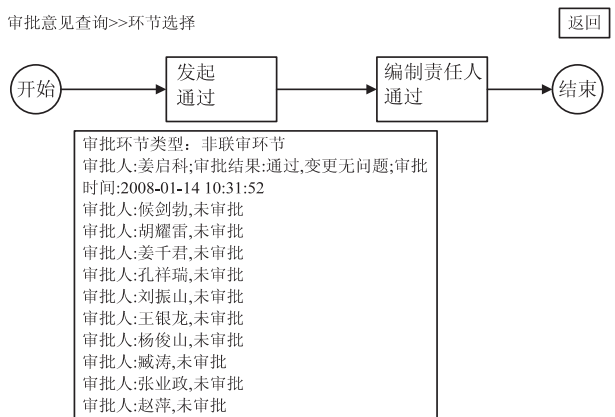 审批意见查询>>环节选择
返回
开始
发起
通过
编制责任人
通过
结束
审批环节类型：非联审环节
审批人:姜启科;审批结果:通过,变更无问题;审批
时间:2008-01-14 10:31:52
审批人:候剑勃,未审批
审批人:胡耀雷,未审批
审批人:姜千君,未审批
审批人:孔祥瑞,未审批
审批人:刘振山,未审批
审批人:王银龙,未审批
审批人:杨俊山,未审批
审批人:臧涛,未审批
审批人:张业政,未审批
审批人:赵萍,未审批